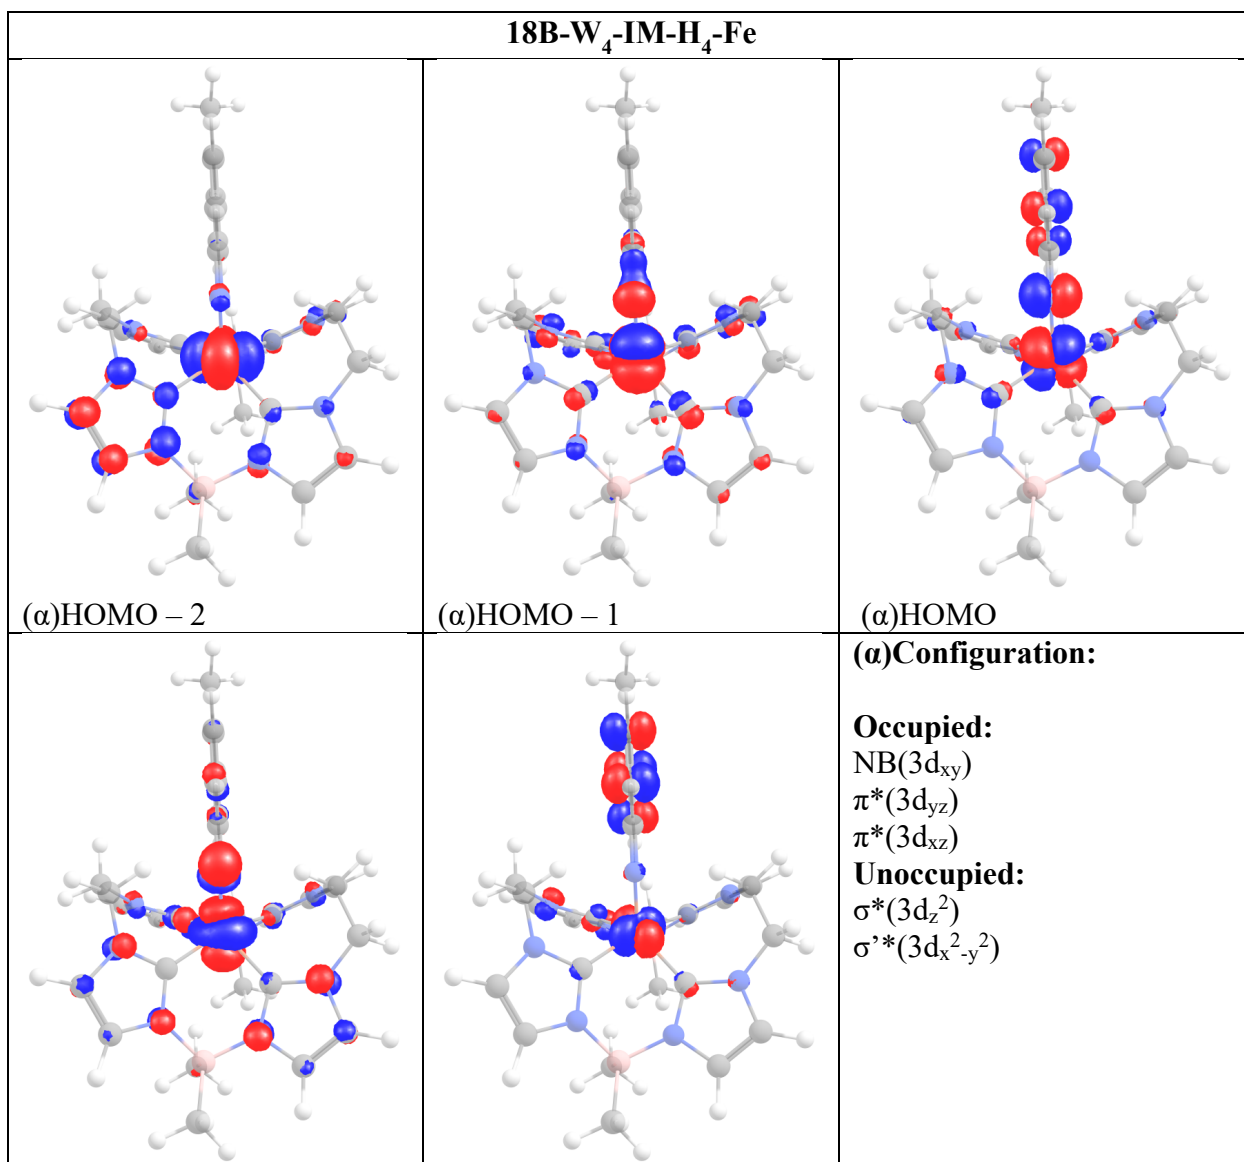 18B-W₄-IM-H₄-Fe
(α)HOMO – 2
(α)HOMO – 1
(α)HOMO
(α)Configuration:
Occupied:
NB(3dxy)
π*(3dyz)
π*(3dxz)
Unoccupied:
σ*(3dz²)
σ’*(3dx²-y²)